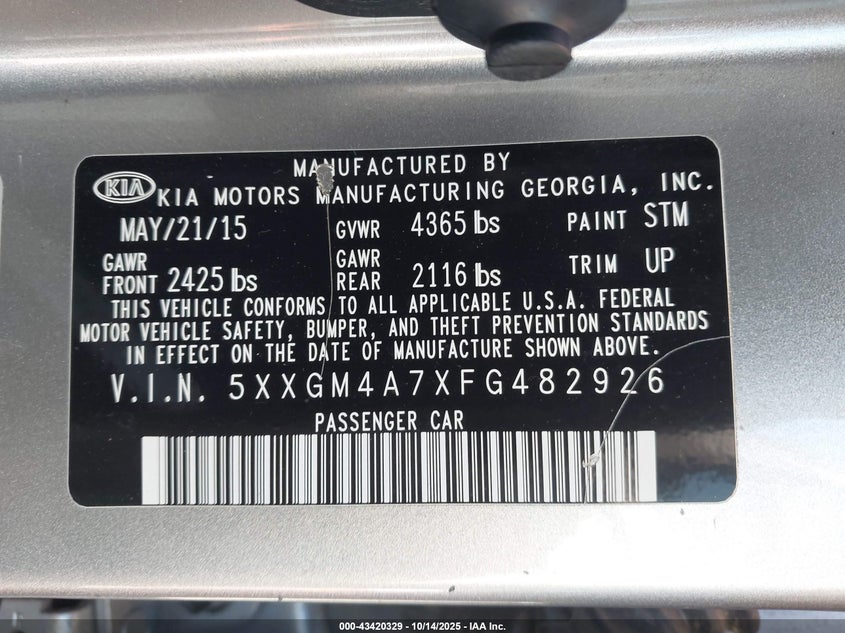 MANUFACTURED BY
KIA KIA MOTORS MANUFACTURING GEORGIA, INC.
MAY/21/15 GVWR 4365 lbs PAINT STM
GAWR FRONT 2425 lbs GAWR REAR 2116 lbs TRIM UP
THIS VEHICLE CONFORMS TO ALL APPLICABLE U.S.A. FEDERAL
MOTOR VEHICLE SAFETY, BUMPER, AND THEFT PREVENTION STANDARDS
IN EFFECT ON THE DATE OF MANUFACTURE SHOWN ABOVE.
V.I.N. 5XXGM4A7XFG482926
PASSENGER CAR
000-43420329 - 10/14/2025 - IAA Inc.